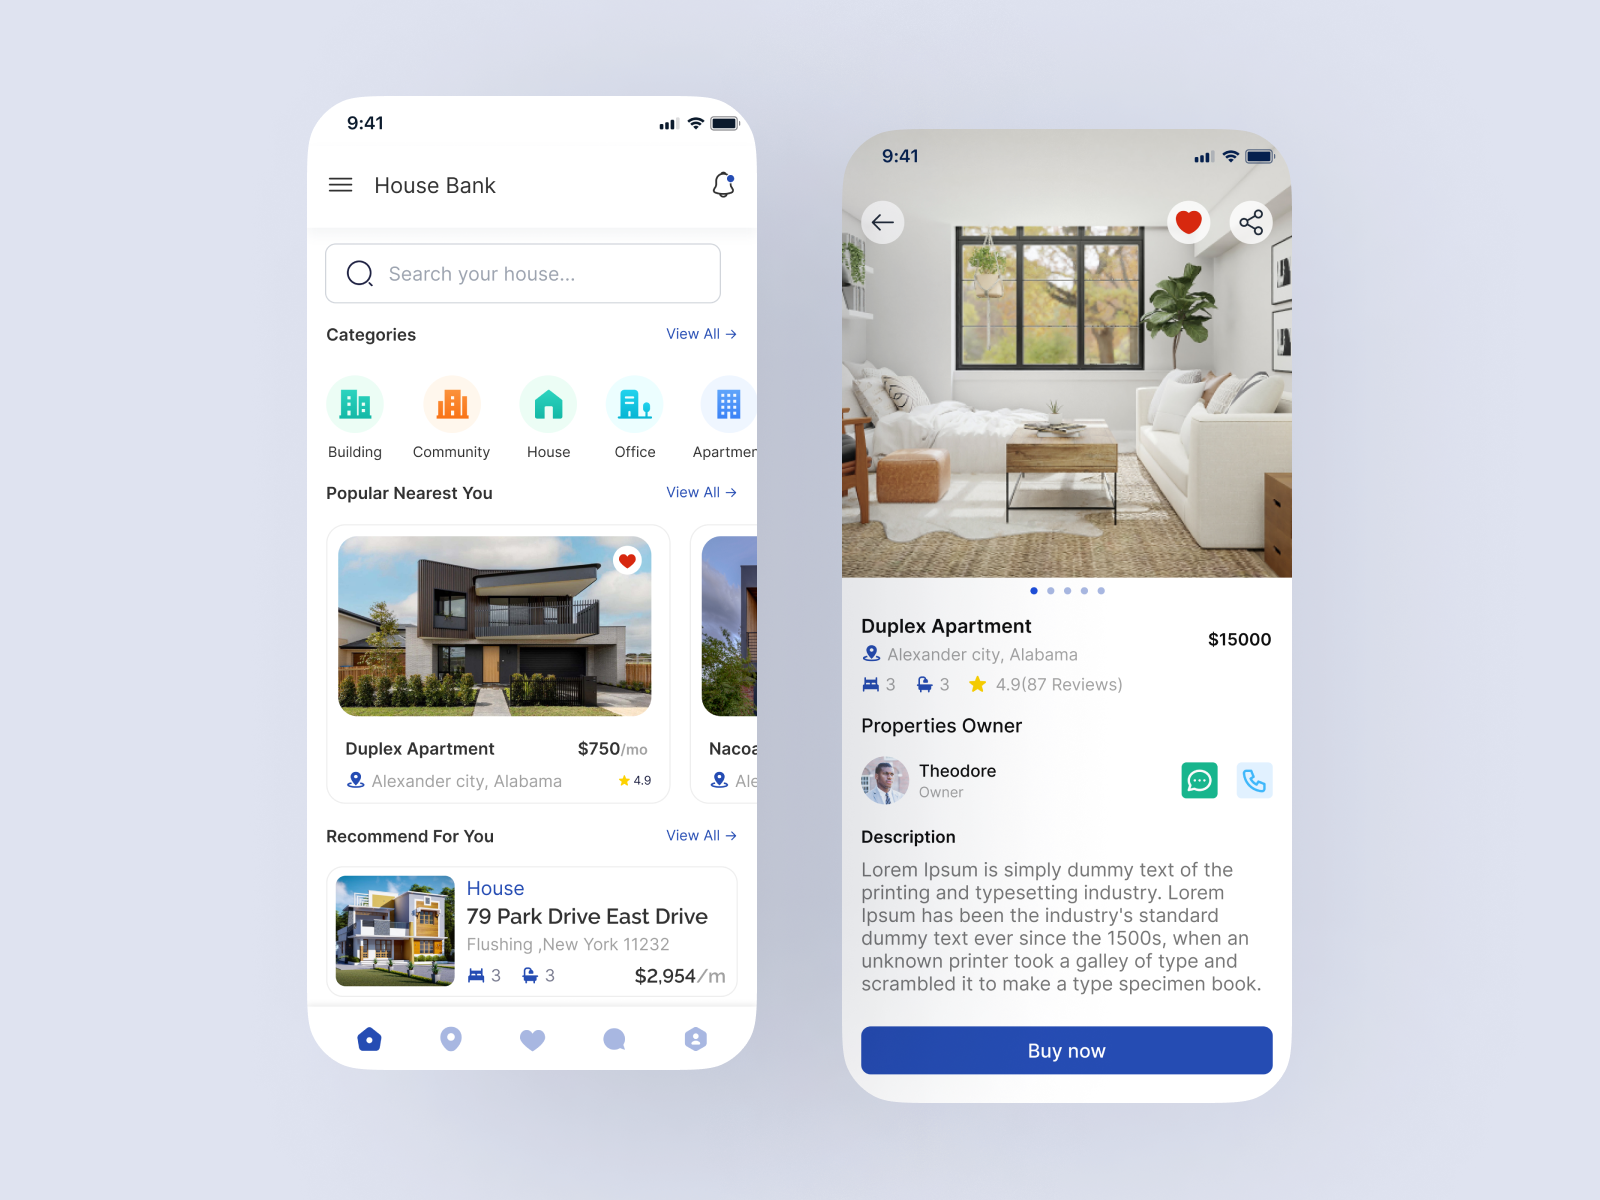 9:41
House Bank
Search your house...
Categories
View All →
Building
Community
House
Office
Apartmen
Popular Nearest You
View All →
Duplex Apartment
$750/mo
Alexander city, Alabama
4.9
Nacoa
Ale
Recommend For You
View All →
House
79 Park Drive East Drive
Flushing ,New York 11232
3
3
$2,954/m
9:41
Duplex Apartment
$15000
Alexander city, Alabama
3
3
4.9(87 Reviews)
Properties Owner
Theodore
Owner
Description
Lorem Ipsum is simply dummy text of the
printing and typesetting industry. Lorem
Ipsum has been the industry's standard
dummy text ever since the 1500s, when an
unknown printer took a galley of type and
scrambled it to make a type specimen book.
Buy now